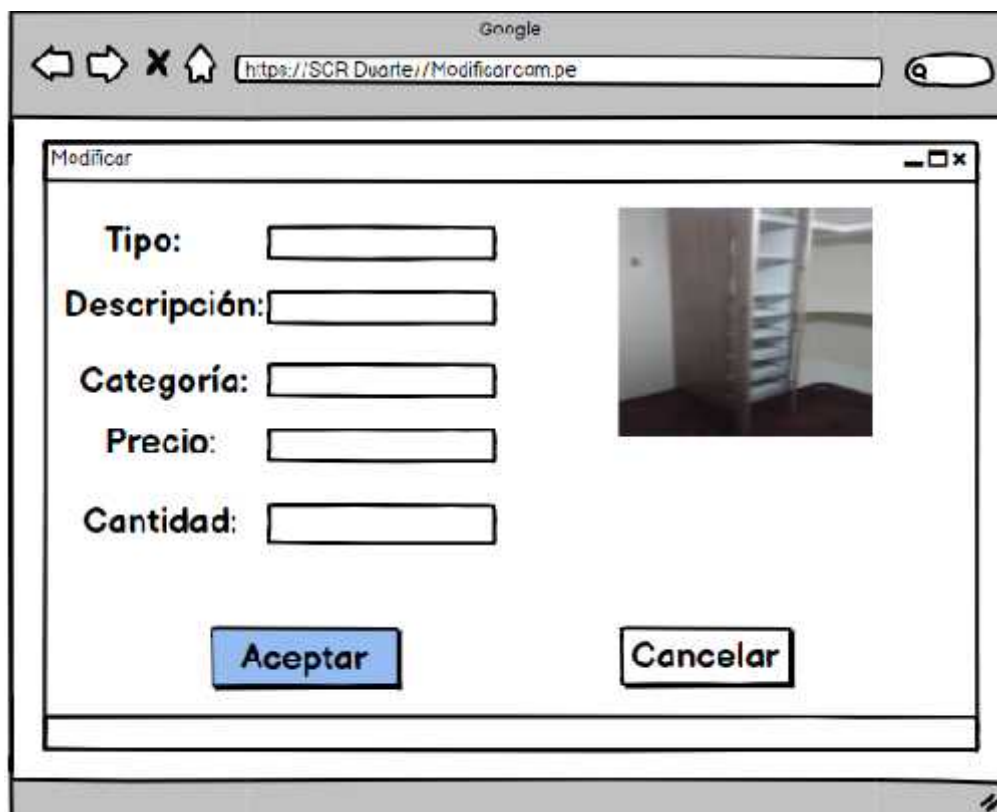 Google
https://SCR Duarte//Modificarcom.pe
Modificar
Tipo:
Descripción:
Categoría:
Precio:
Cantidad:
Aceptar
Cancelar